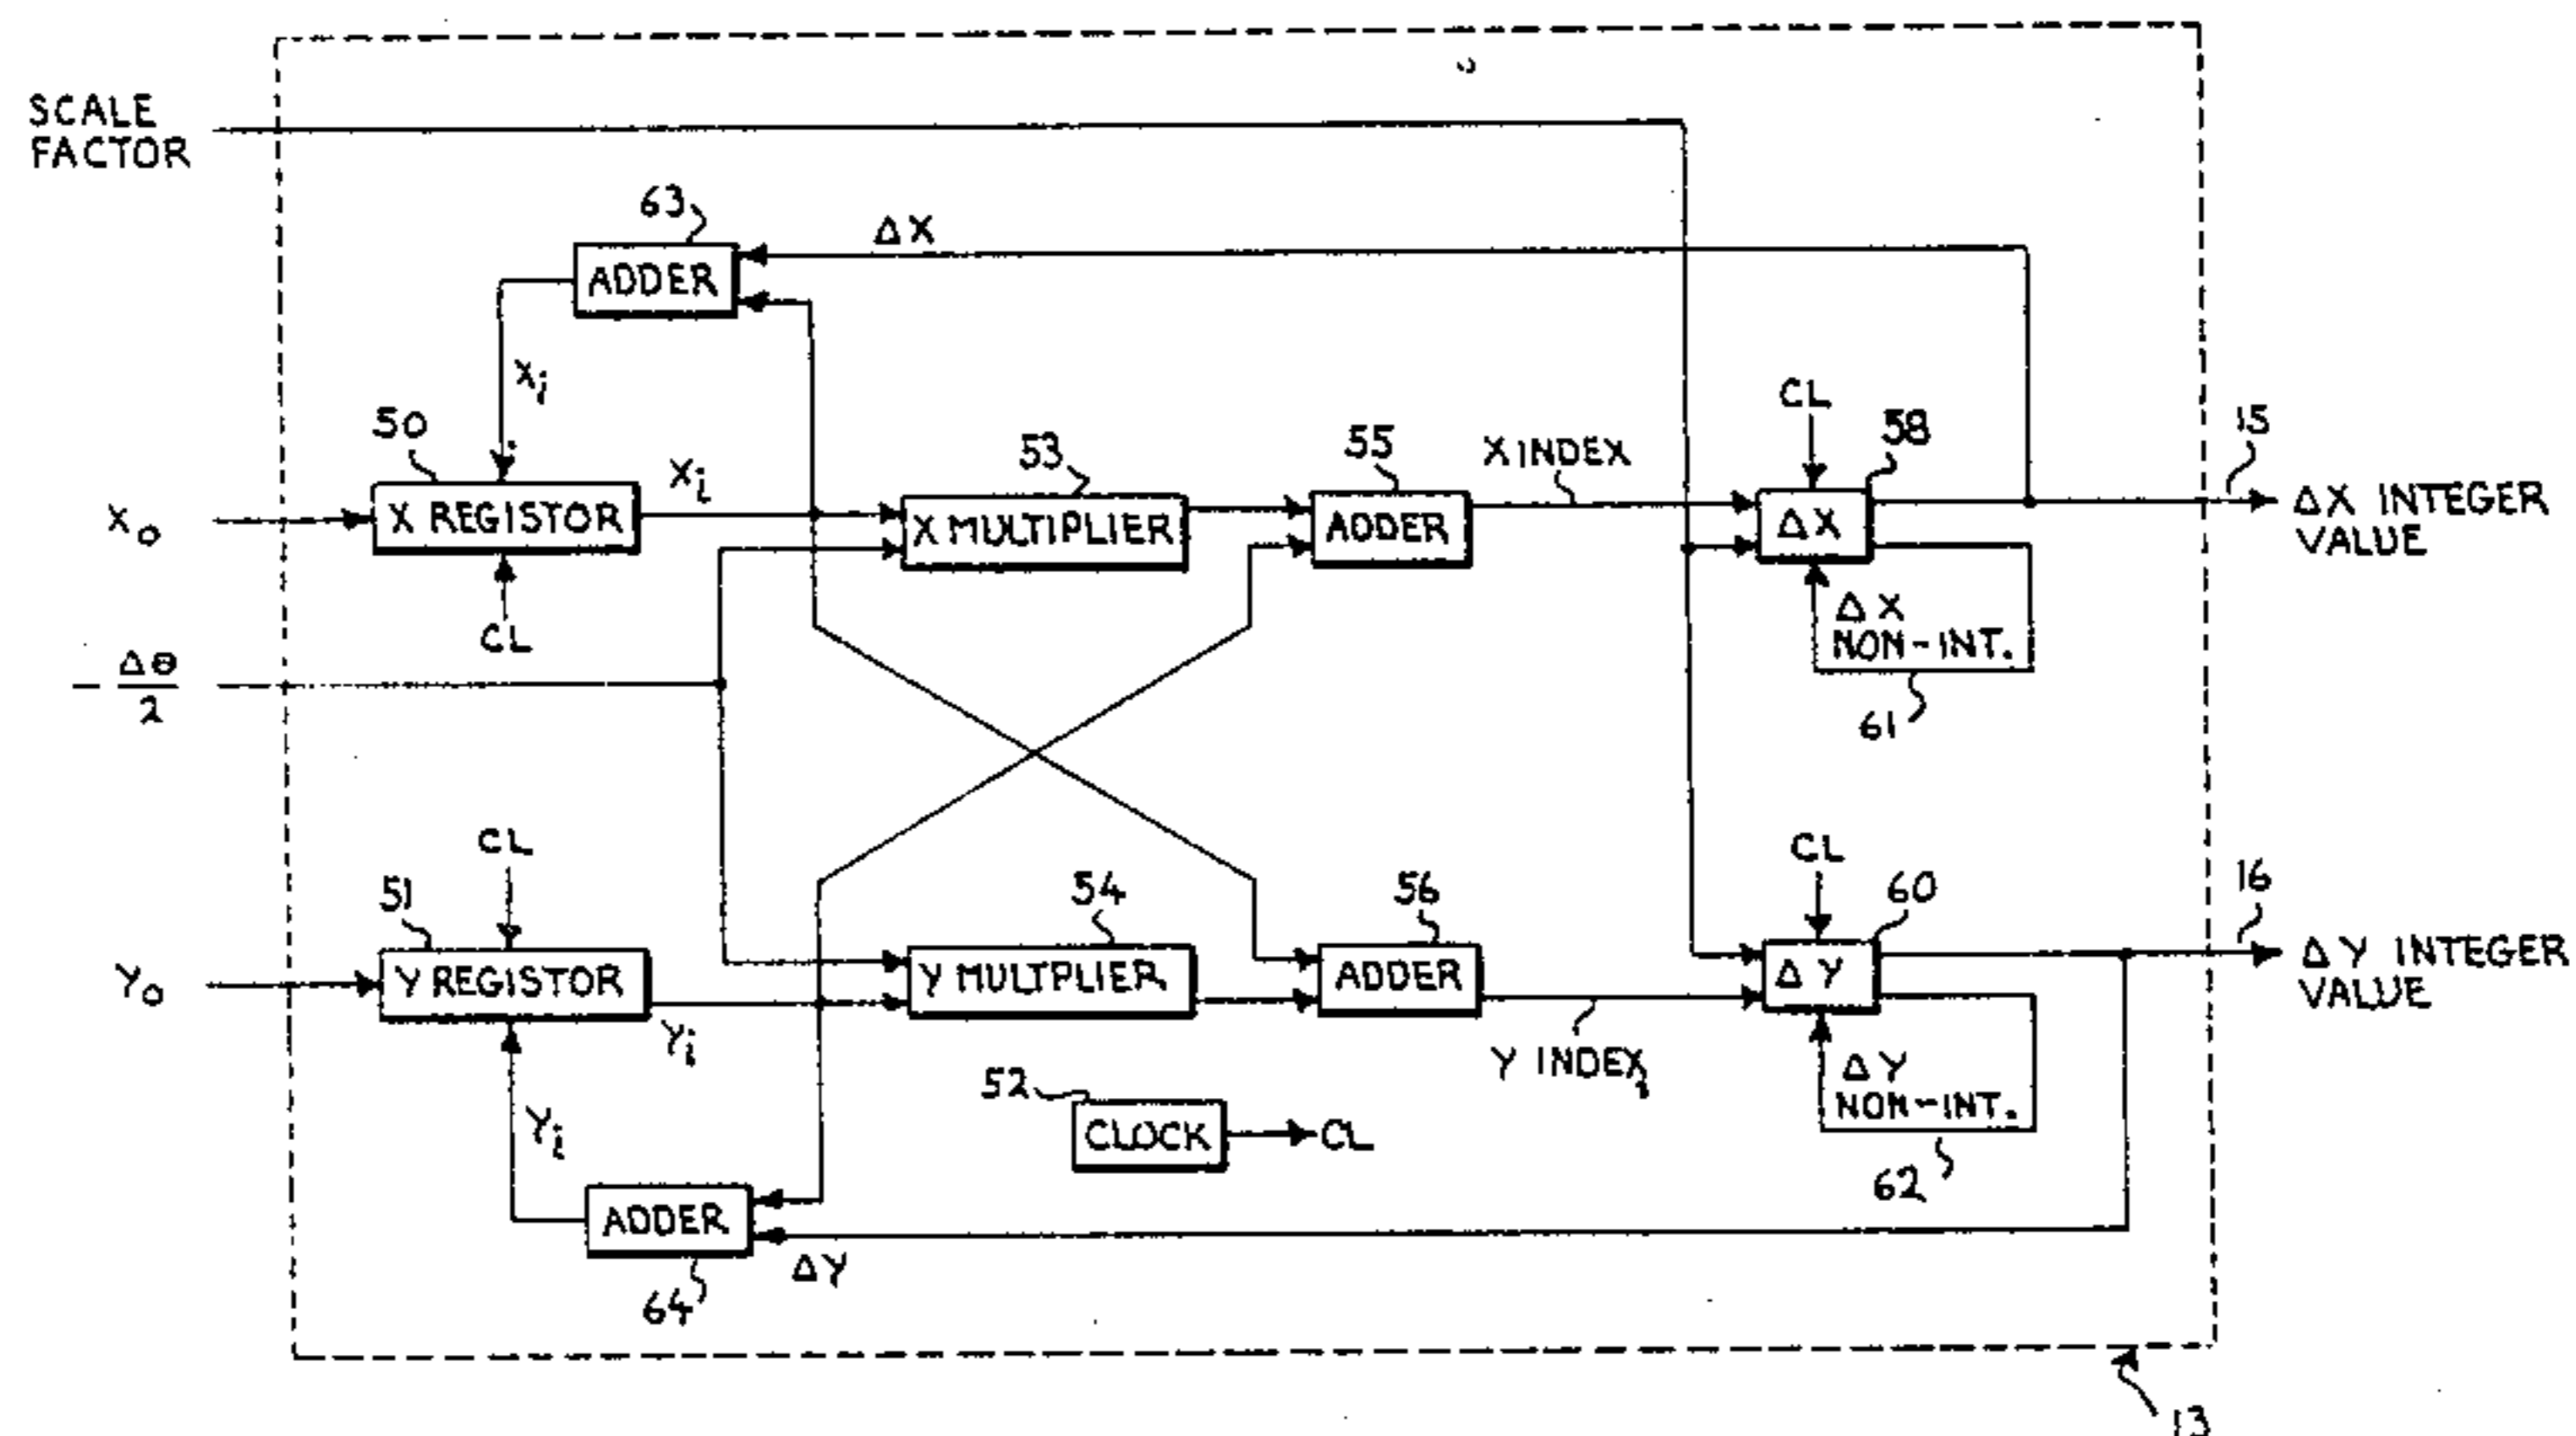 SCALE
FACTOR
63
ΔX
ADDER
Xi
CL
50
53
55
X INDEX
58
15
X REGISTOR
Xi
X MULTIPLIER
ADDER
ΔX
ΔX INTEGER
VALUE
Xo
CL
ΔX
NON-INT.
61
- Δθ
2
CL
51
54
56
CL
60
16
Yo
Y REGISTOR
Yi
Y MULTPLIER
ADDER
Y INDEX
ΔY
ΔY INTEGER
VALUE
ΔY
NON-INT.
62
52
CLOCK
CL
Yi
ADDER
ΔY
64
13